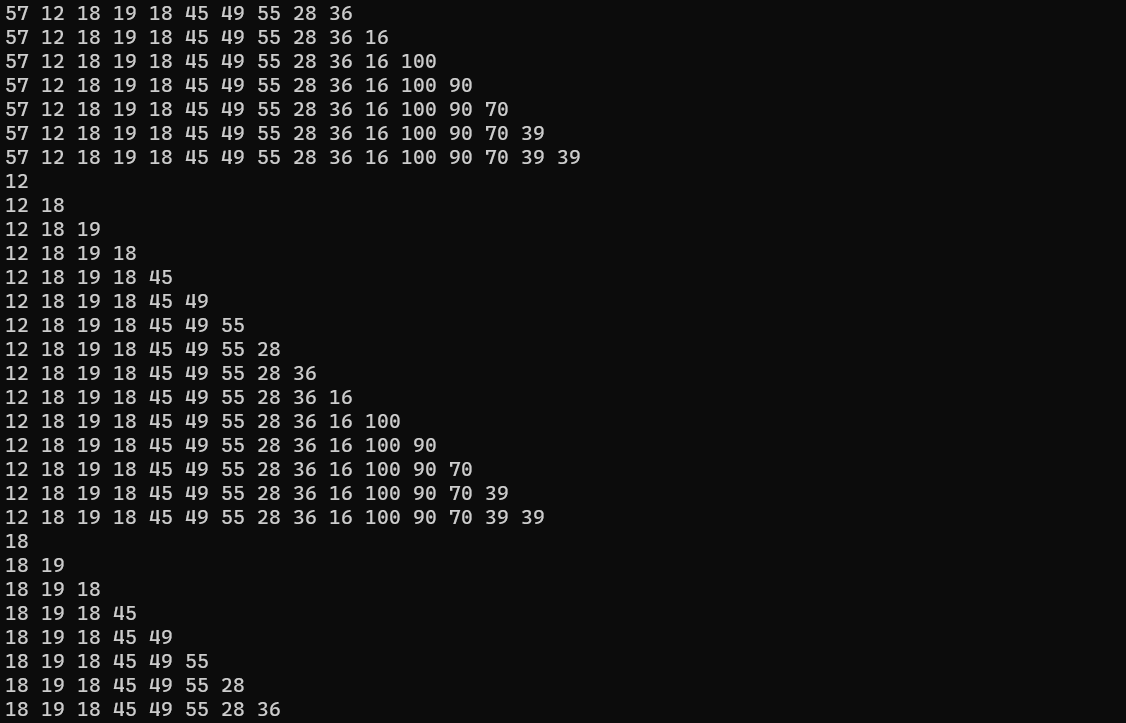 57 12 18 19 18 45 49 55 28 36
57 12 18 19 18 45 49 55 28 36 16
57 12 18 19 18 45 49 55 28 36 16 100
57 12 18 19 18 45 49 55 28 36 16 100 90
57 12 18 19 18 45 49 55 28 36 16 100 90 70
57 12 18 19 18 45 49 55 28 36 16 100 90 70 39
57 12 18 19 18 45 49 55 28 36 16 100 90 70 39 39
12
12 18
12 18 19
12 18 19 18
12 18 19 18 45
12 18 19 18 45 49
12 18 19 18 45 49 55
12 18 19 18 45 49 55 28
12 18 19 18 45 49 55 28 36
12 18 19 18 45 49 55 28 36 16
12 18 19 18 45 49 55 28 36 16 100
12 18 19 18 45 49 55 28 36 16 100 90
12 18 19 18 45 49 55 28 36 16 100 90 70
12 18 19 18 45 49 55 28 36 16 100 90 70 39
12 18 19 18 45 49 55 28 36 16 100 90 70 39 39
18
18 19
18 19 18
18 19 18 45
18 19 18 45 49
18 19 18 45 49 55
18 19 18 45 49 55 28
18 19 18 45 49 55 28 36